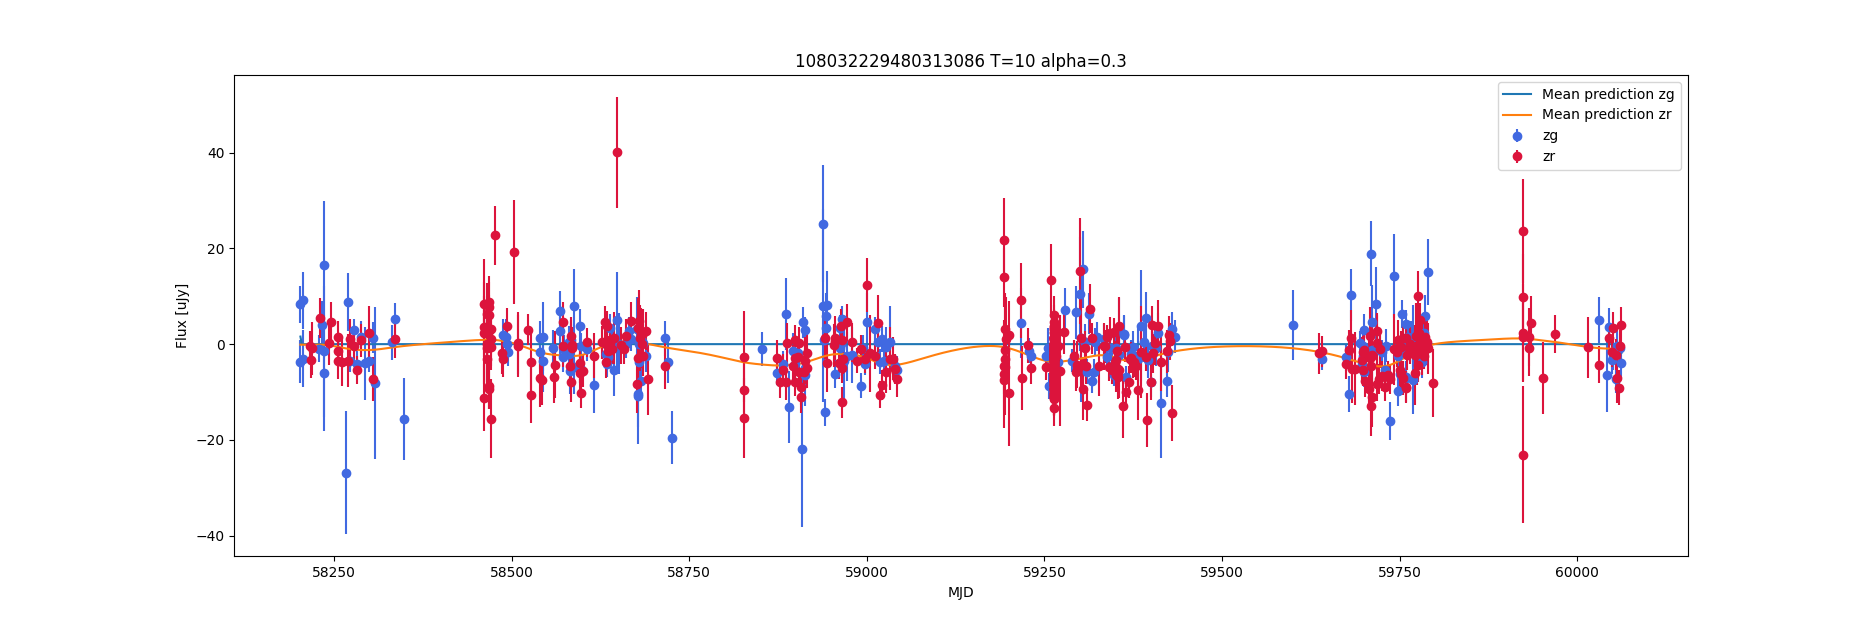 108032229480313086 T=10 alpha=0.3
Mean prediction zg
Mean prediction zr
zg
zr
Flux [uJy]
40
20
0
−20
−40
58250 58500 58750 59000 59250 59500 59750 60000
MJD